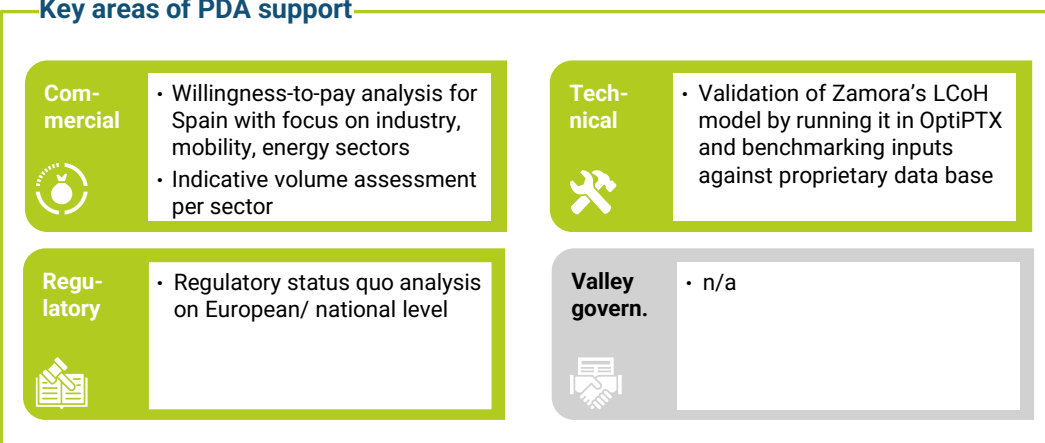 Key areas of PDA support
Com-
mercial
· Willingness-to-pay analysis for
Spain with focus on industry,
mobility, energy sectors
· Indicative volume assessment
per sector
Tech-
nical
· Validation of Zamora's LCoH
model by running it in OptiPTX
and benchmarking inputs
against proprietary data base
Regu-
latory
· Regulatory status quo analysis
on European/ national level
Valley
govern.
· n/a